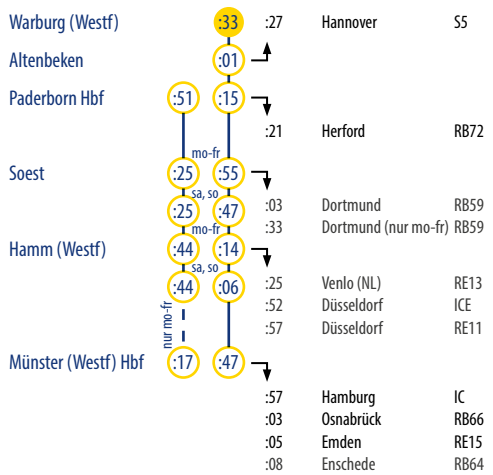 Warburg (Westf) :33 :27 Hannover S5
Altenbeken :01
Paderborn Hbf :51 :15
:21 Herford RB72
mo-fr
Soest :25 :55
sa, so
:25 :47
:03 Dortmund RB59
mo-fr
:33 Dortmund (nur mo-fr) RB59
Hamm (Westf) :44 :14
sa, so
:44 :06
:25 Venlo (NL) RE13
:52 Düsseldorf ICE
nur mo-fr
:57 Düsseldorf RE11
Münster (Westf) Hbf :17 :47
:57 Hamburg IC
:03 Osnabrück RB66
:05 Emden RE15
:08 Enschede RB64